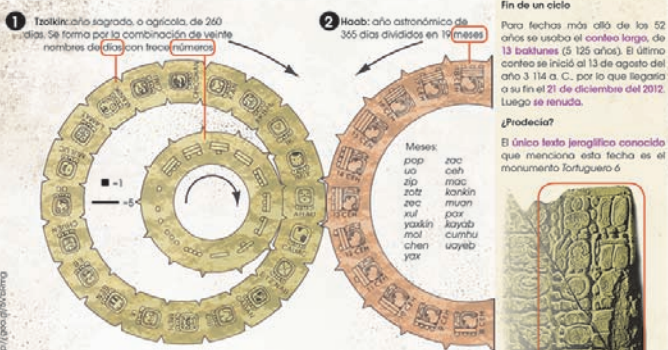 1 Tzolkin: año sagrado, o agrícola, de 260
días. Se forma por la combinación de veinte
nombres de días con trece números
2 Haab: año astronómico de
365 días divididos en 19 meses
■ =1
— =5
Meses:
pop zac
uo ceh
zip mac
zotz kankin
zec muan
xul pax
yaxkin kayab
mol cumhu
chen uayeb
yax
Fin de un ciclo
Para fechas más allá de los 52
años se usaba el conteo largo, de
13 baktunes (5 125 años). El último
conteo se inició al 13 de agosto del
año 3 114 a. C., por lo que llegaría
a su fin el 21 de diciembre del 2012.
Luego se renuda.
¿Prodecía?
El único texto jeroglífico conocido
que menciona esta fecha es el
monumento Tortuguero 6